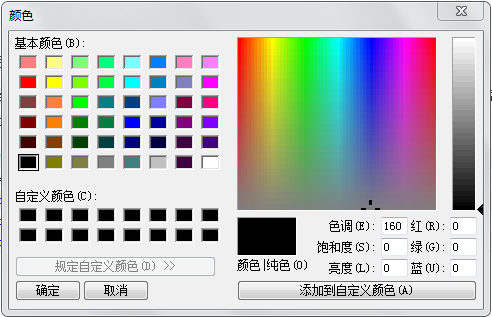 颜色
基本颜色(B):
自定义颜色(C):
规定自定义颜色(D) >>
确定 取消
色调(E): 160 红(R): 0
饱和度(S): 0 绿(G): 0
颜色|纯色(O) 亮度(L): 0 蓝(U): 0
添加到自定义颜色(A)